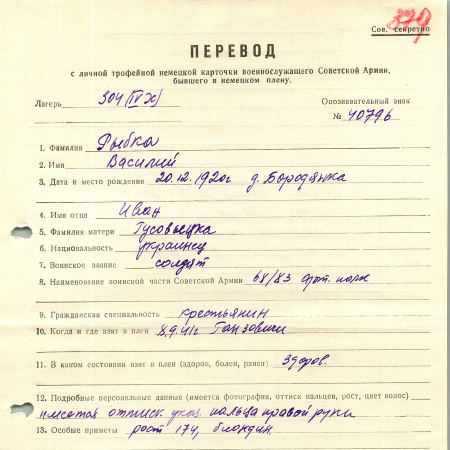 220
Сов. секретно
ПЕРЕВОД
с личной трофейной немецкой карточки военнослужащего Советской Армии,
бывшего в немецком плену.
Лагерь 304 (IV X) Опознавательный знак
№ 40796
1. Фамилия Рыбка
2. Имя Василий
3. Дата и место рождения 20.12.1920г д. Бородянка
4. Имя отца Иван
5. Фамилия матери Гусовыцка
6. Национальность украинец
7. Воинское звание солдат
8. Наименование воинской части Советской Армии 68/83 арт. полк
9. Гражданская специальность крестьянин
10. Когда и где взят в плен 8.9.41г
11. В каком состоянии взят в плен (здоров, болен, ранен) Здоров.
12. Подробные персональные данные (имеется фотография, оттиск пальцев, рост, цвет волос)
имеется оттиск указ. пальца правой руки
13. Особые приметы рост 174, блондин.